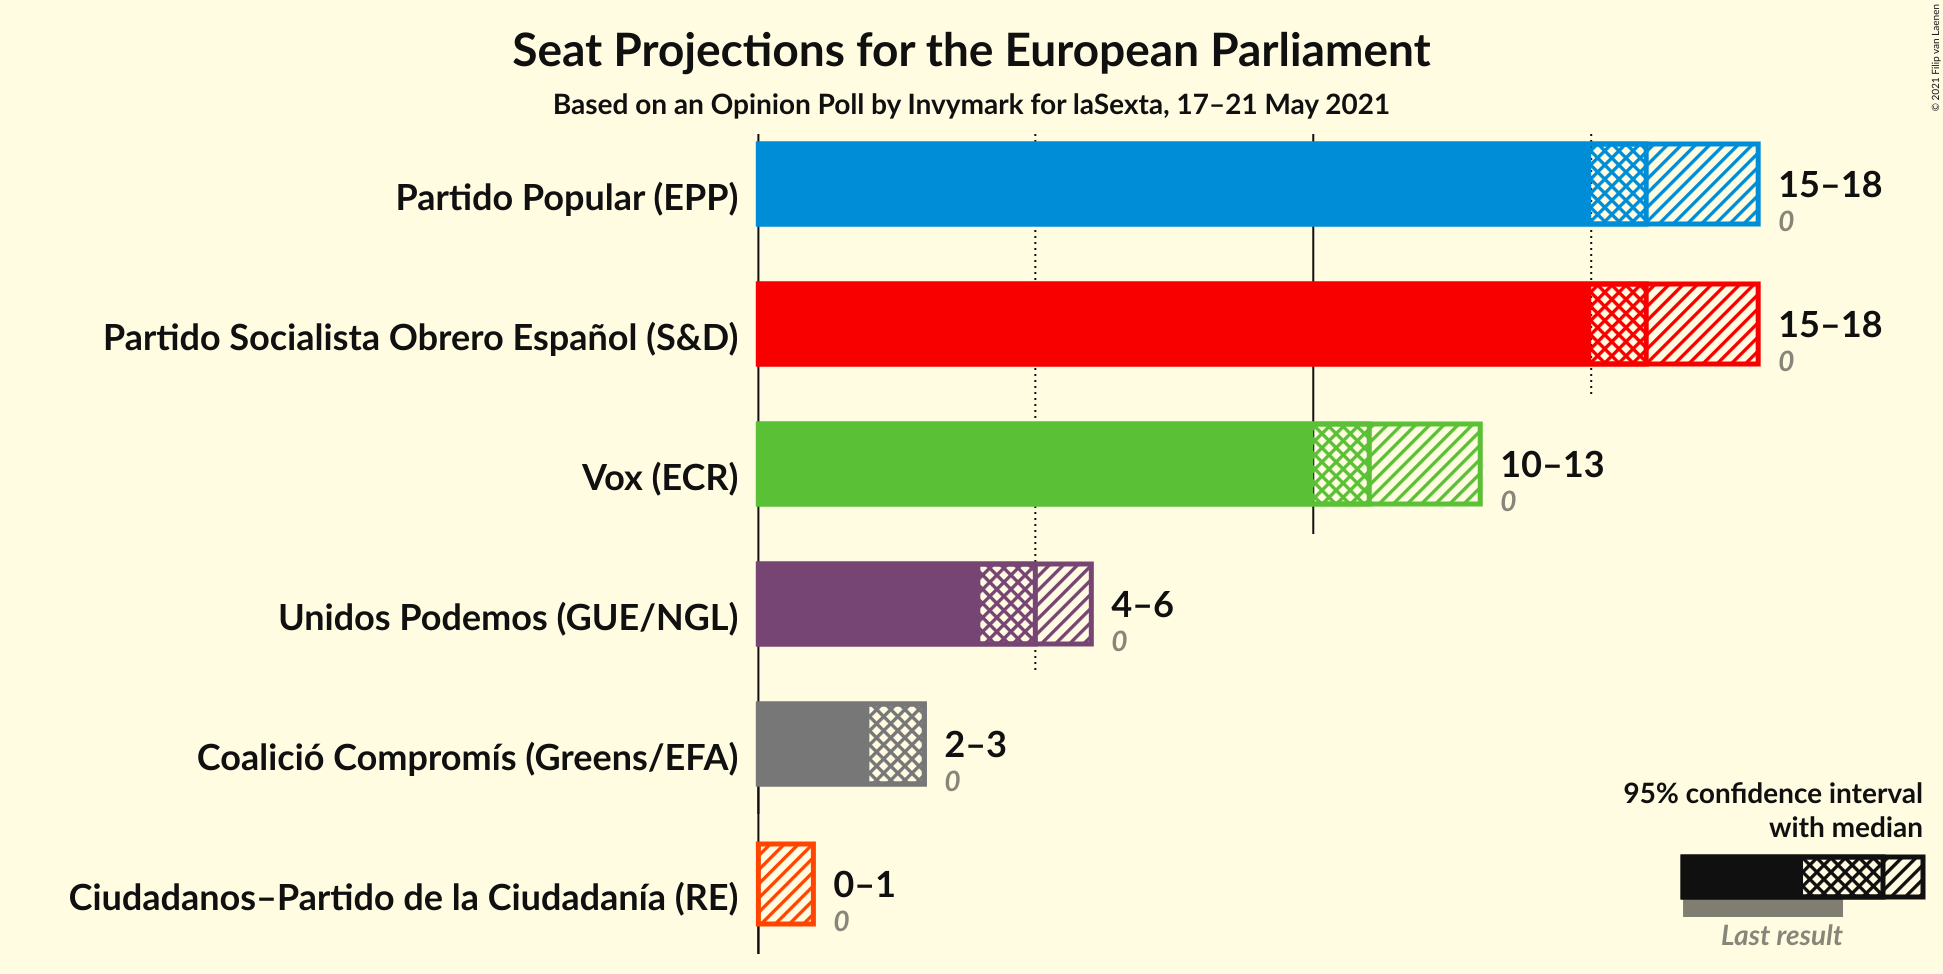 Seat Projections for the European Parliament
Based on an Opinion Poll by Invymark for laSexta, 17–21 May 2021
© 2021 Filip van Laenen
Partido Popular (EPP)
15–18
0
Partido Socialista Obrero Español (S&D)
15–18
0
Vox (ECR)
10–13
0
Unidos Podemos (GUE/NGL)
4–6
0
Coalició Compromís (Greens/EFA)
2–3
0
Ciudadanos–Partido de la Ciudadanía (RE)
0–1
0
95% confidence interval
with median
Last result